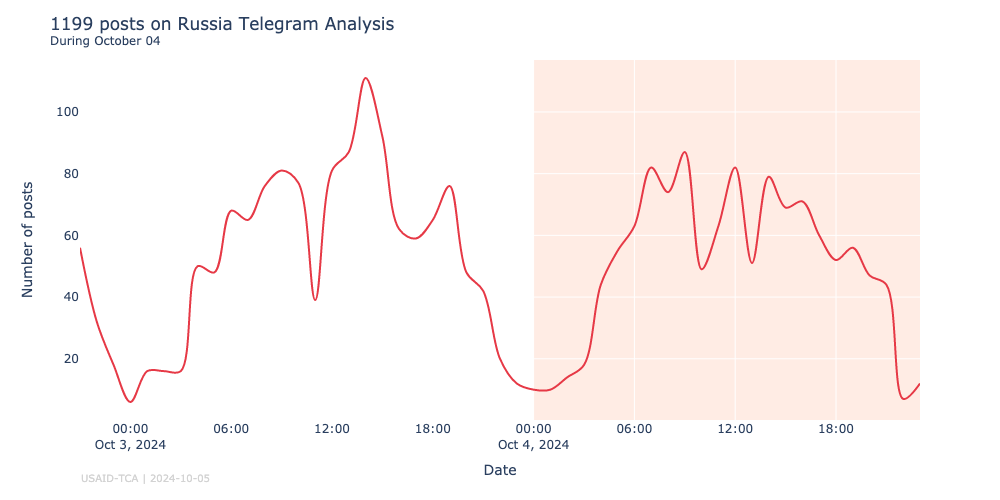 1199 posts on Russia Telegram Analysis
During October 04
Number of posts
100
80
60
40
20
00:00 06:00 12:00 18:00 00:00 06:00 12:00 18:00
Oct 3, 2024 Oct 4, 2024
Date
USAID-TCA | 2024-10-05